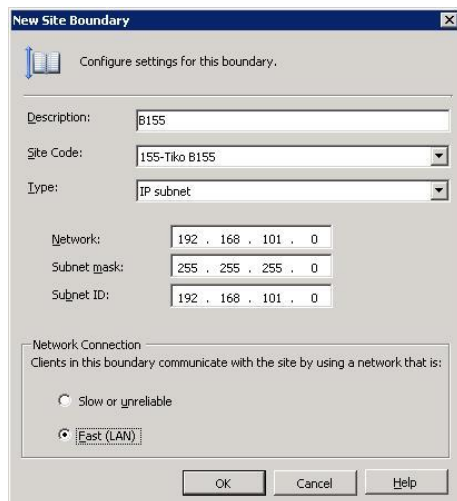 New Site Boundary
Configure settings for this boundary.
Description: B155
Site Code: 155-Tiko B155
Type: IP subnet
Network: 192 . 168 . 101 . 0
Subnet mask: 255 . 255 . 255 . 0
Subnet ID: 192 . 168 . 101 . 0
Network Connection
Clients in this boundary communicate with the site by using a network that is:
Slow or unreliable
Fast (LAN)
OK Cancel Help